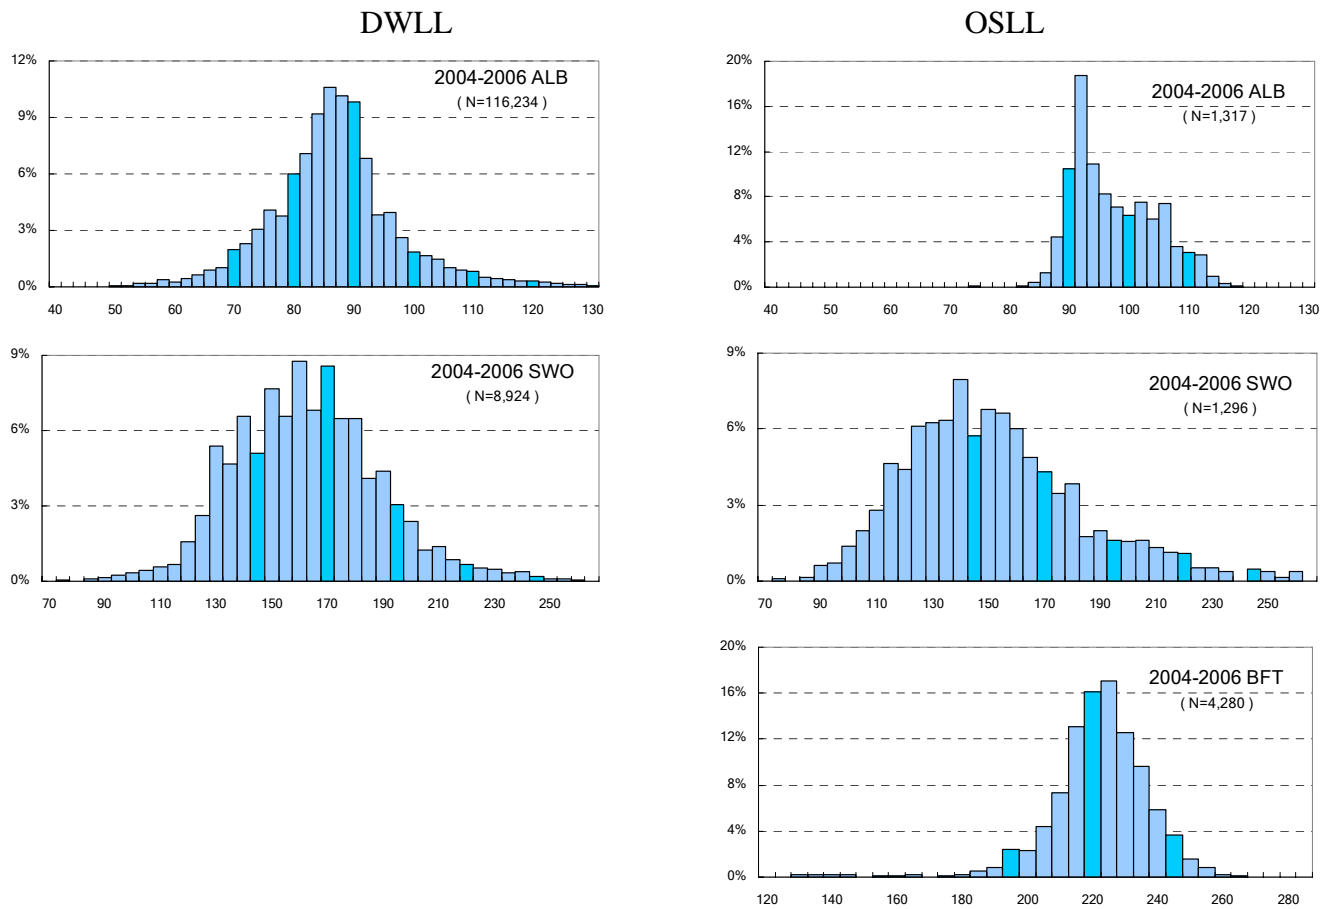 DWLL
OSLL
12%
9%
6%
3%
0%
2004-2006 ALB
( N=116,234 )
40 50 60 70 80 90 100 110 120 130
20%
16%
12%
8%
4%
0%
2004-2006 ALB
( N=1,317 )
40 50 60 70 80 90 100 110 120 130
9%
6%
3%
0%
2004-2006 SWO
( N=8,924 )
70 90 110 130 150 170 190 210 230 250
9%
6%
3%
0%
2004-2006 SWO
( N=1,296 )
70 90 110 130 150 170 190 210 230 250
20%
16%
12%
8%
4%
0%
2004-2006 BFT
( N=4,280 )
120 140 160 180 200 220 240 260 280